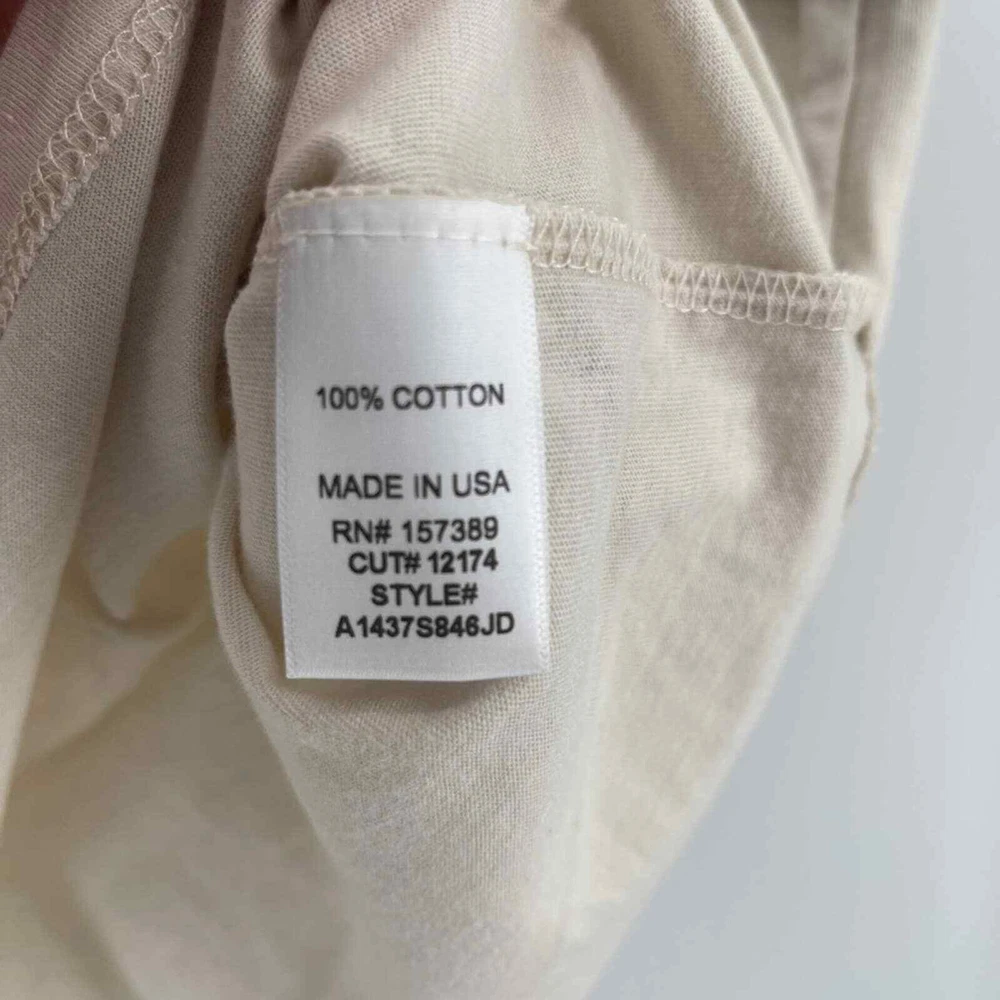 100% COTTON
MADE IN USA
RN# 157389
CUT# 12174
STYLE#
A1437S846JD